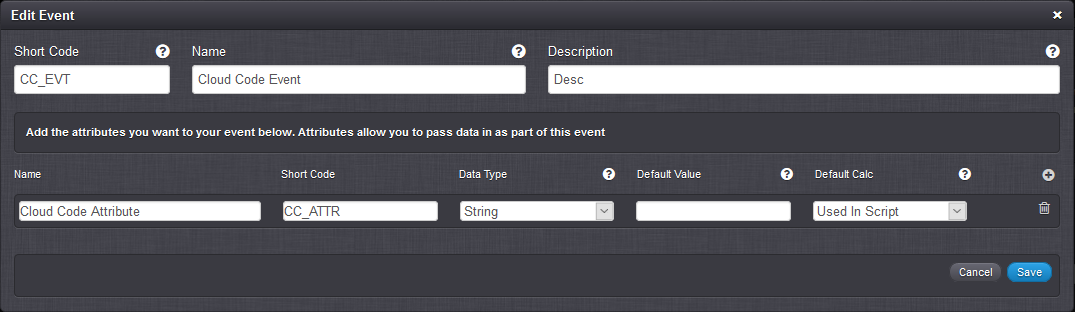 Edit Event
Short Code Name Description
CC_EVT Cloud Code Event Desc
Add the attributes you want to your event below. Attributes allow you to pass data in as part of this event
Name Short Code Data Type Default Value Default Calc
Cloud Code Attribute CC_ATTR String Used In Script
Cancel Save